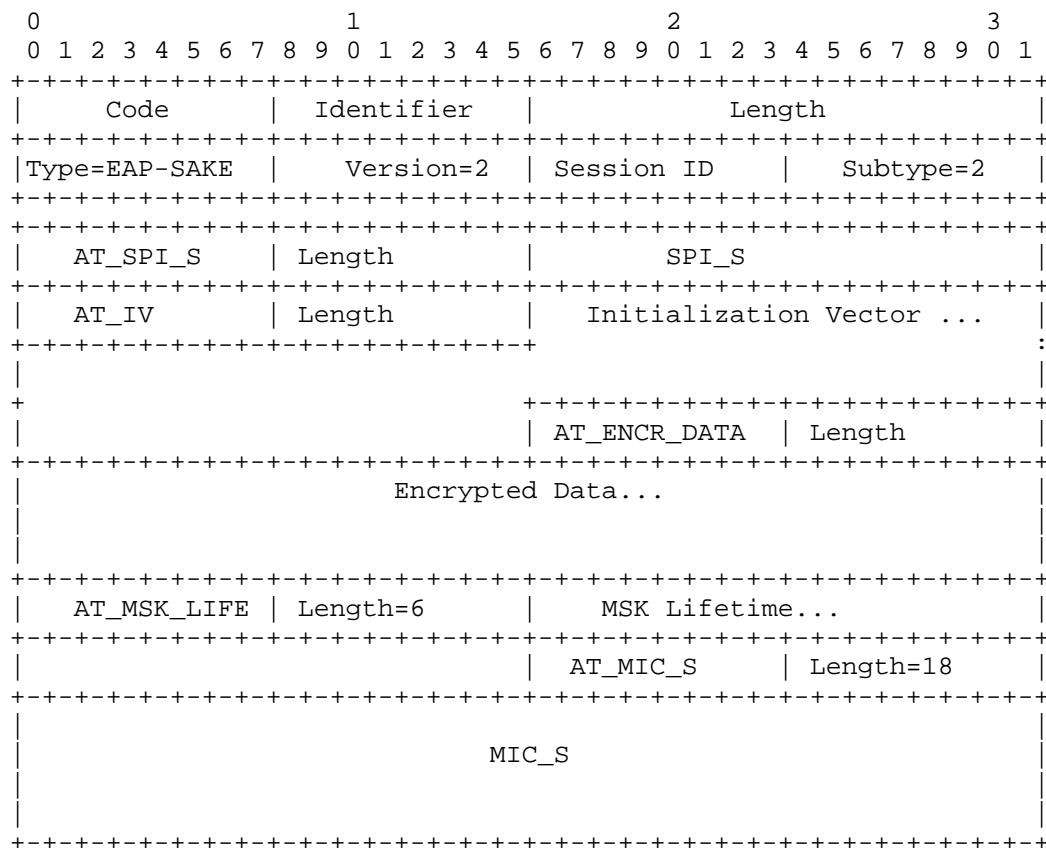 0                   1                   2                   3
0 1 2 3 4 5 6 7 8 9 0 1 2 3 4 5 6 7 8 9 0 1 2 3 4 5 6 7 8 9 0 1
+-+-+-+-+-+-+-+-+-+-+-+-+-+-+-+-+-+-+-+-+-+-+-+-+-+-+-+-+-+-+-+-+
|     Code      |  Identifier   |            Length             |
+-+-+-+-+-+-+-+-+-+-+-+-+-+-+-+-+-+-+-+-+-+-+-+-+-+-+-+-+-+-+-+-+
|Type=EAP-SAKE  |    Version=2  | Session ID    |   Subtype=2   |
+-+-+-+-+-+-+-+-+-+-+-+-+-+-+-+-+-+-+-+-+-+-+-+-+-+-+-+-+-+-+-+-+
+-+-+-+-+-+-+-+-+-+-+-+-+-+-+-+-+-+-+-+-+-+-+-+-+-+-+-+-+-+-+-+-+
|   AT_SPI_S    | Length        |        SPI_S                  |
+-+-+-+-+-+-+-+-+-+-+-+-+-+-+-+-+-+-+-+-+-+-+-+-+-+-+-+-+-+-+-+-+
|   AT_IV       | Length        |   Initialization Vector ...   |
+-+-+-+-+-+-+-+-+-+-+-+-+-+-+-+-+                               :
|                                                               |
+                               +-+-+-+-+-+-+-+-+-+-+-+-+-+-+-+-+
|                               | AT_ENCR_DATA  | Length        |
+-+-+-+-+-+-+-+-+-+-+-+-+-+-+-+-+-+-+-+-+-+-+-+-+-+-+-+-+-+-+-+-+
|                       Encrypted Data...                       |
|                                                               |
|                                                               |
+-+-+-+-+-+-+-+-+-+-+-+-+-+-+-+-+-+-+-+-+-+-+-+-+-+-+-+-+-+-+-+-+
|   AT_MSK_LIFE | Length=6      |    MSK Lifetime...            |
+-+-+-+-+-+-+-+-+-+-+-+-+-+-+-+-+-+-+-+-+-+-+-+-+-+-+-+-+-+-+-+-+
|                               |  AT_MIC_S     | Length=18     |
+-+-+-+-+-+-+-+-+-+-+-+-+-+-+-+-+-+-+-+-+-+-+-+-+-+-+-+-+-+-+-+-+
|                                                               |
|                             MIC_S                             |
|                                                               |
|                                                               |
+-+-+-+-+-+-+-+-+-+-+-+-+-+-+-+-+-+-+-+-+-+-+-+-+-+-+-+-+-+-+-+-+